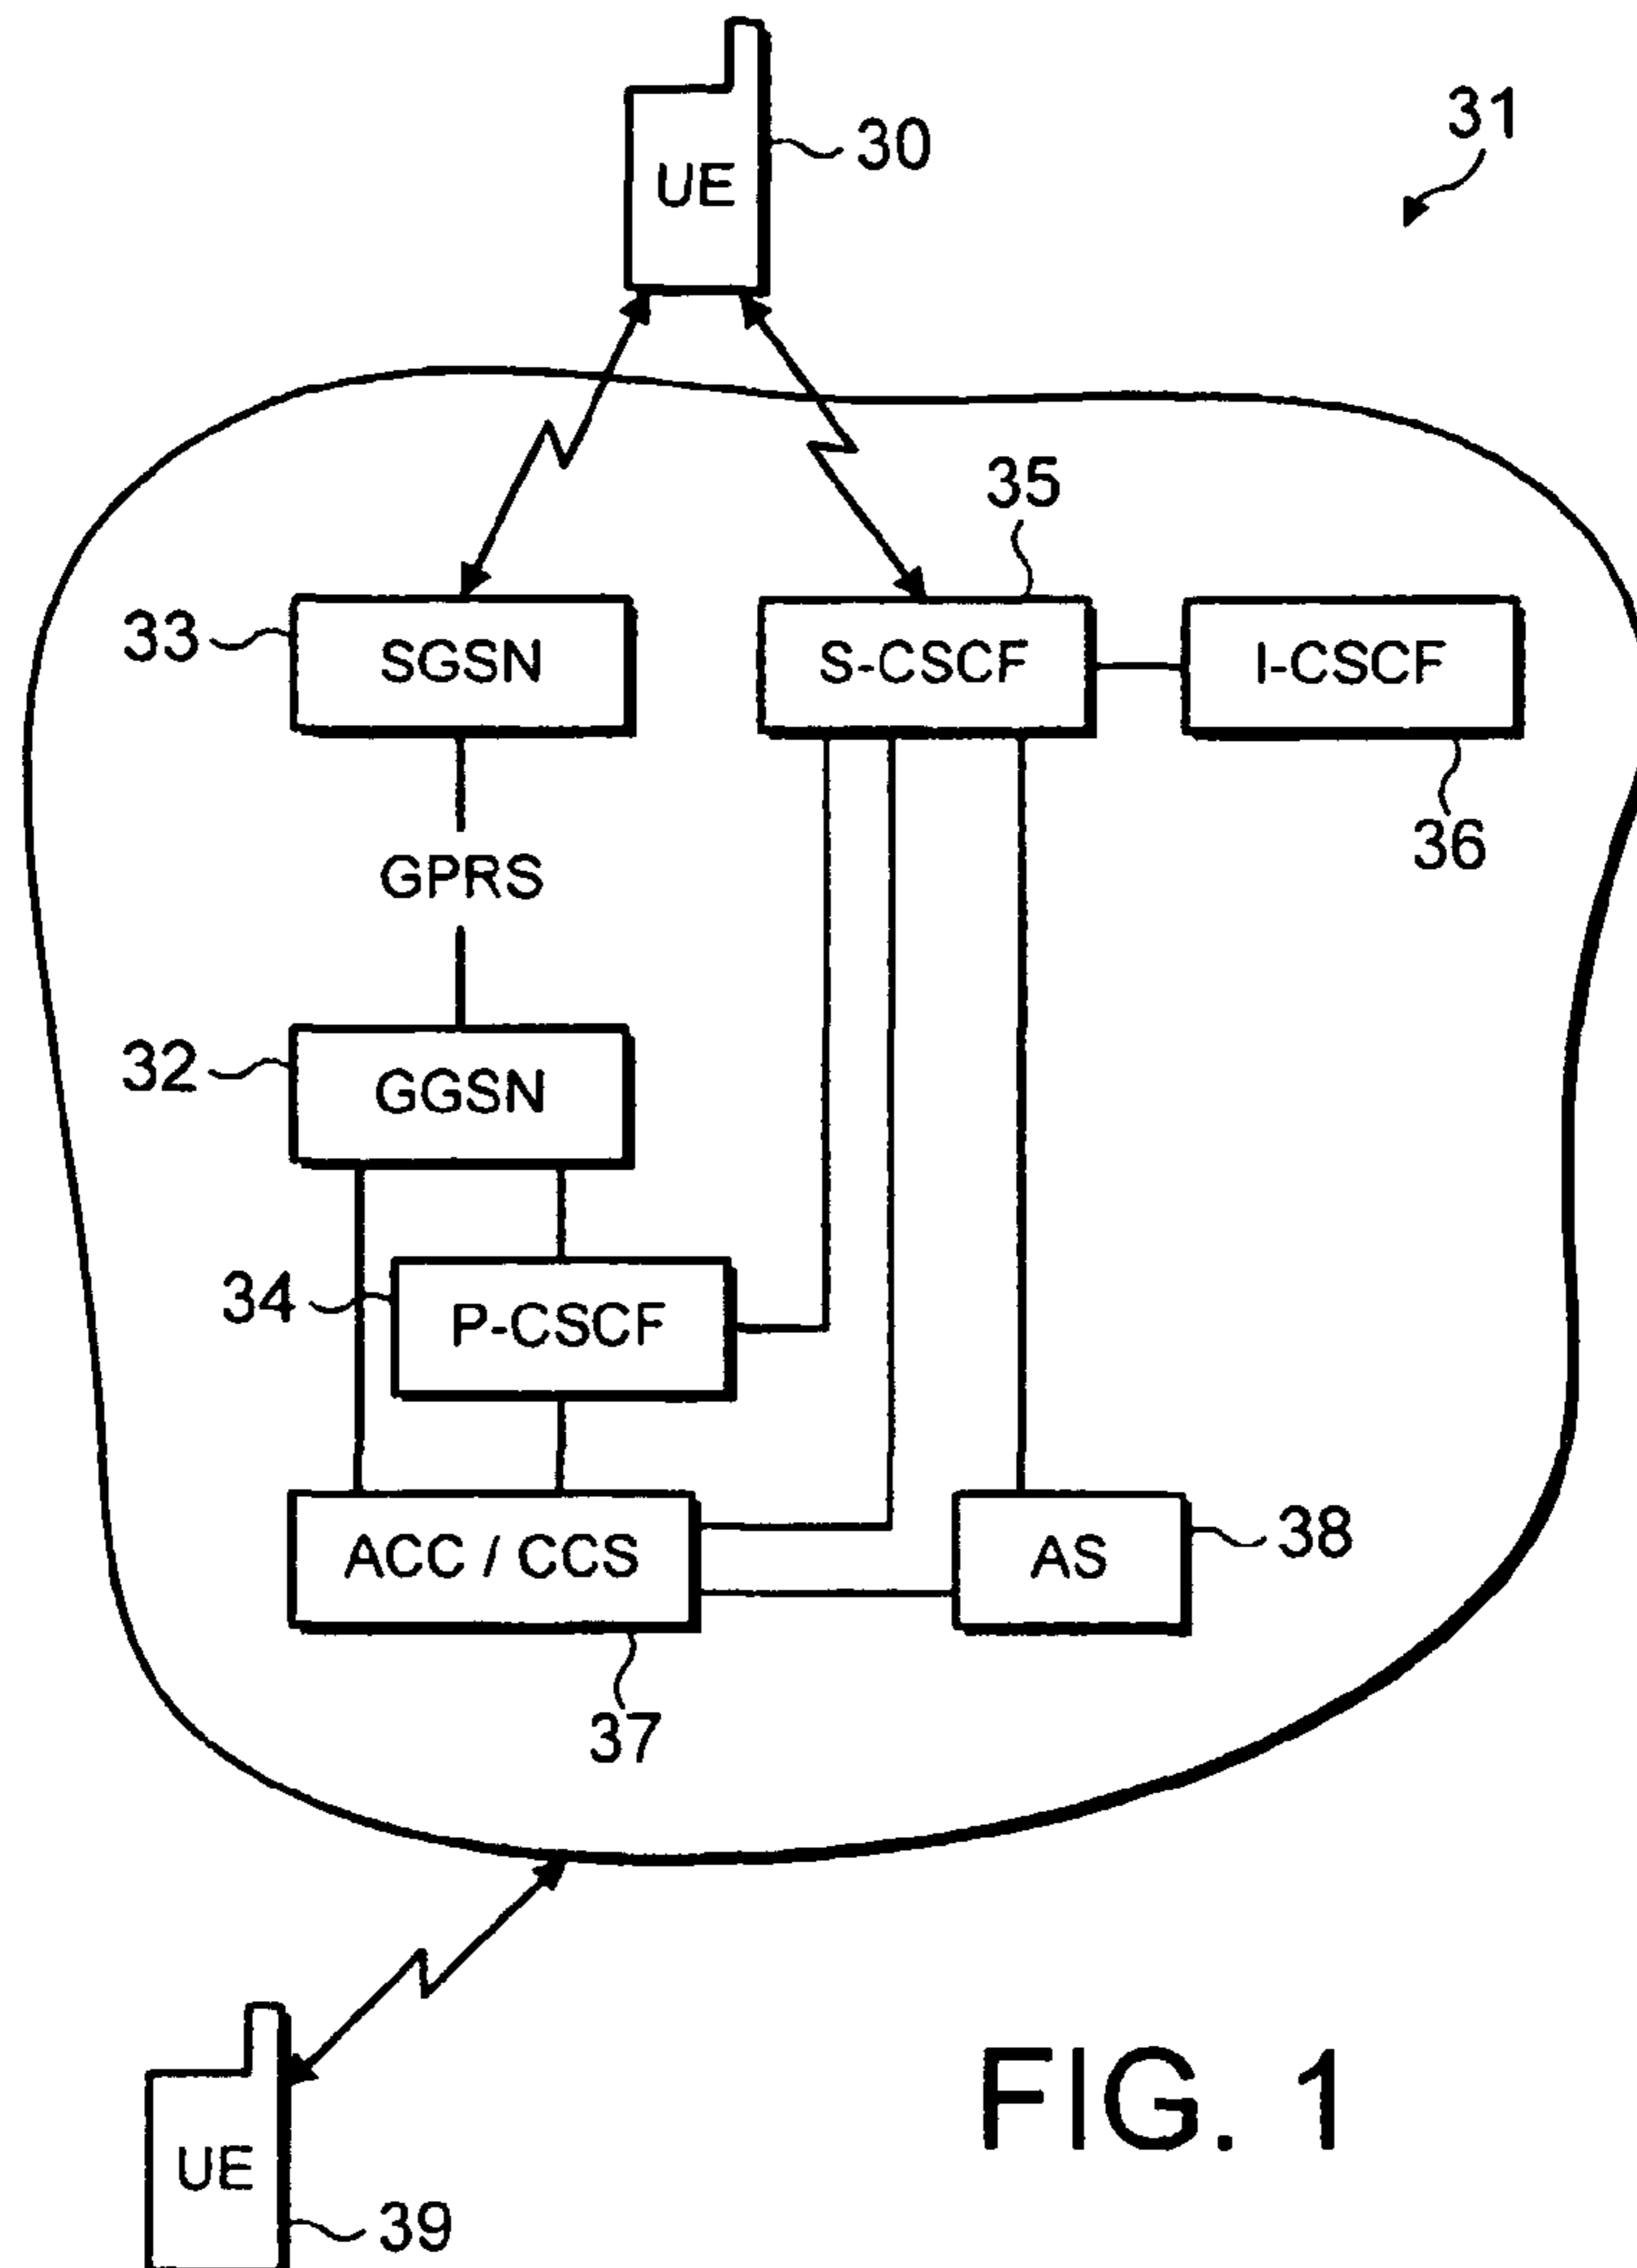 31
30
UE
35
33
SGSN
S-CSCF
I-CSCF
36
GPRS
32
GGSN
34
P-CSCF
ACC / CCS
AS
38
37
FIG. 1
UE
39